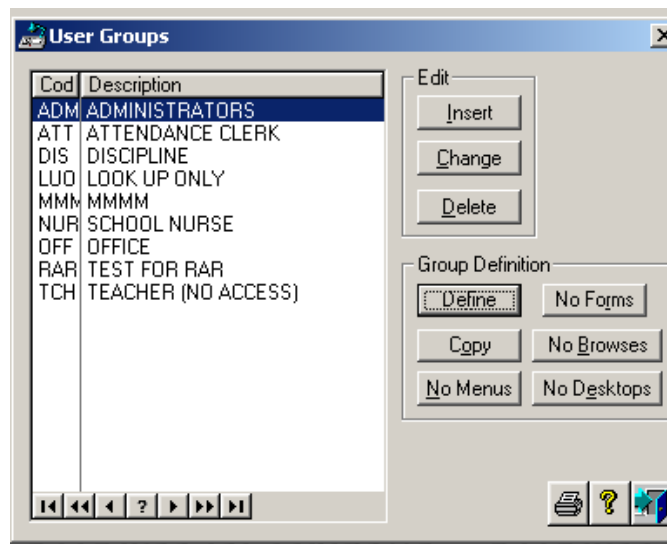 User Groups
Cod Description
ADM ADMINISTRATORS
ATT ATTENDANCE CLERK
DIS DISCIPLINE
LUO LOOK UP ONLY
MMM MMMM
NUR SCHOOL NURSE
OFF OFFICE
RAR TEST FOR RAR
TCH TEACHER (NO ACCESS)
Edit
Insert
Change
Delete
Group Definition
Define No Forms
Copy No Browses
No Menus No Desktops
?
?